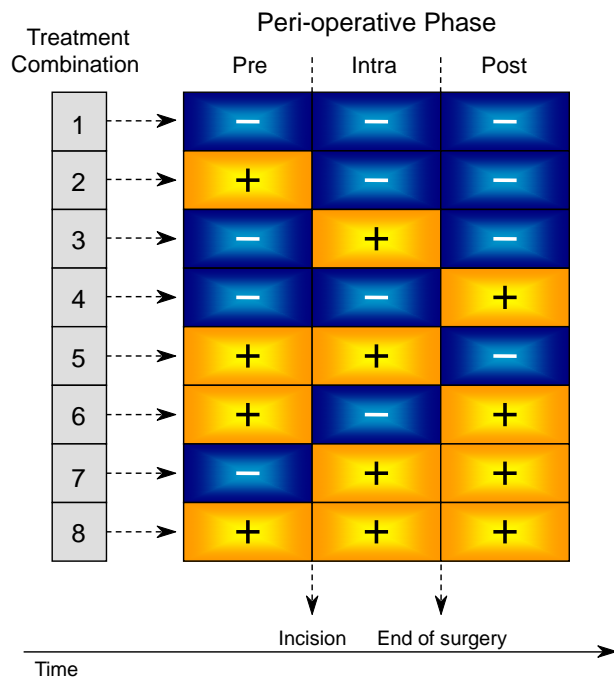 Peri-operative Phase
Treatment
Combination
Pre Intra Post
1 − − −
2 + − −
3 − + −
4 − − +
5 + + −
6 + − +
7 − + +
8 + + +
Incision End of surgery
Time